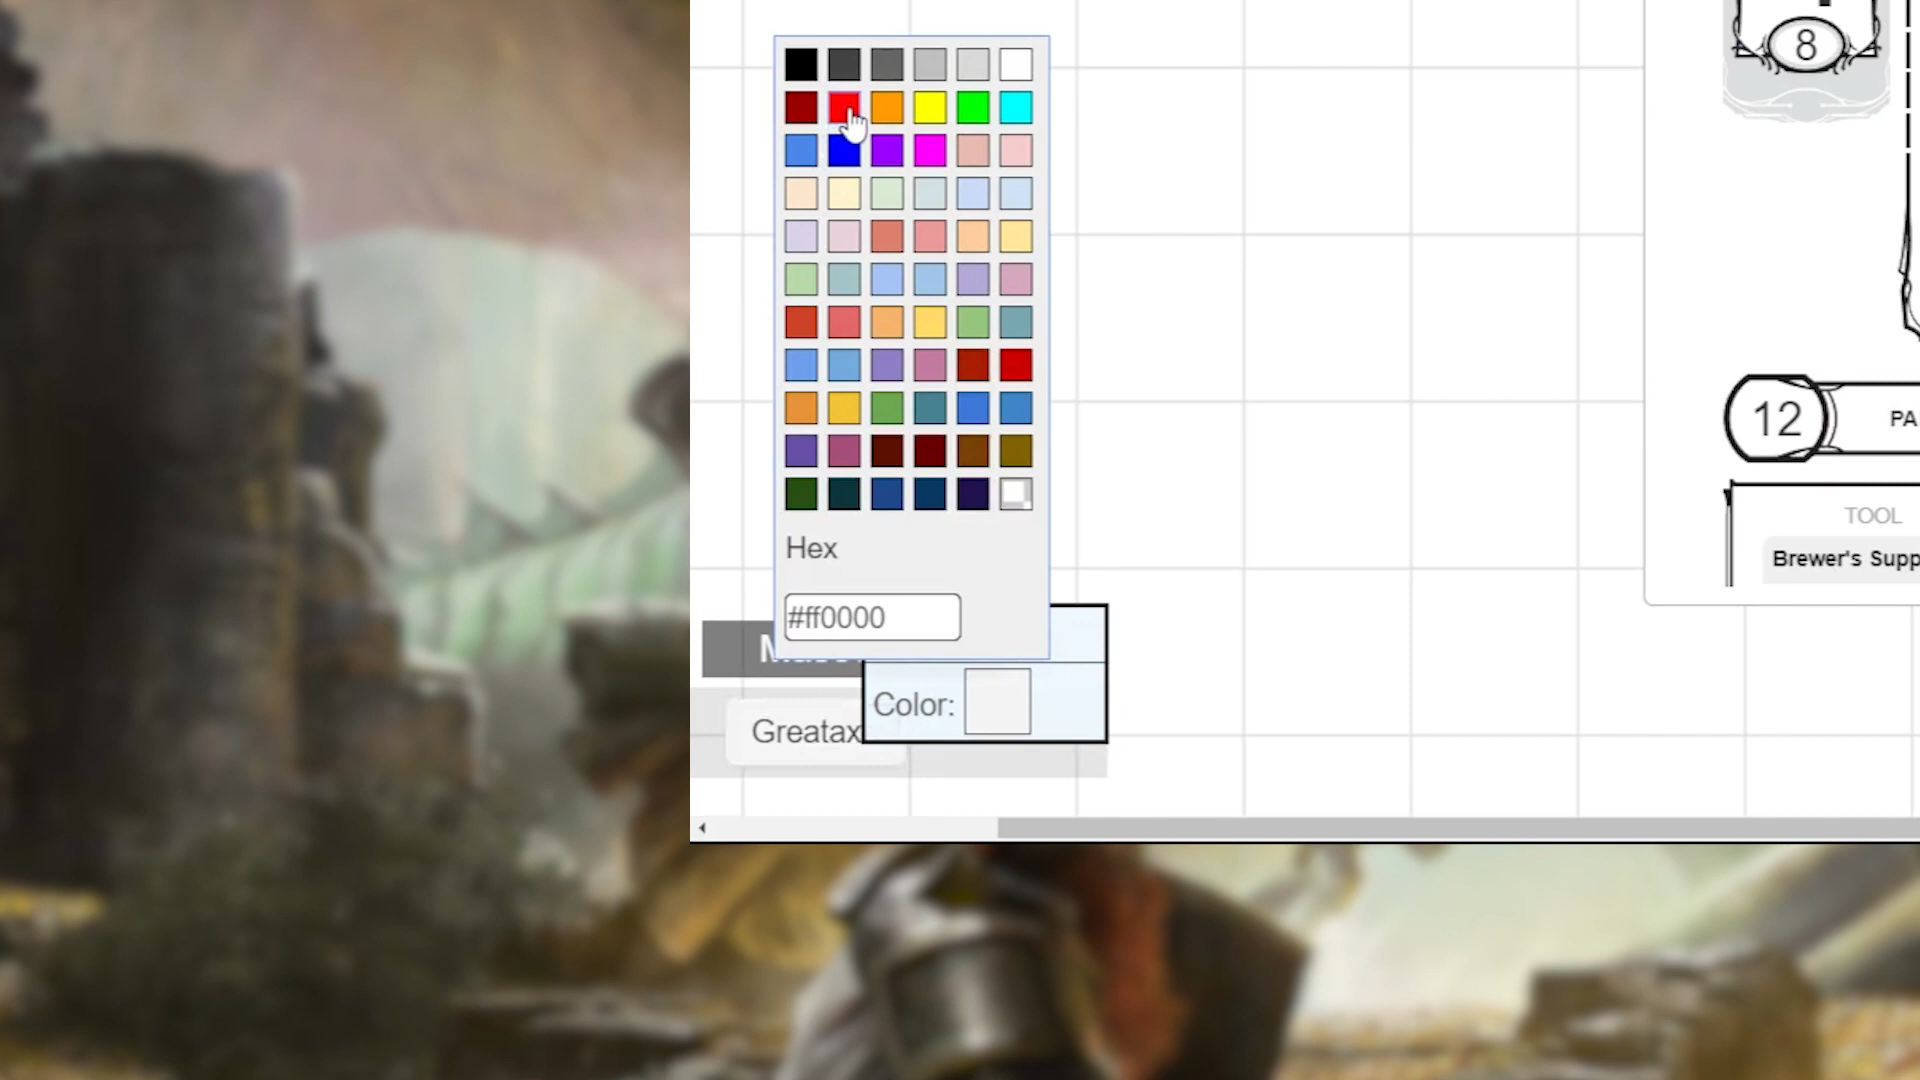 8
12
PA
TOOL
Brewer's Supp
Hex
#ff0000
Color:
Greatax